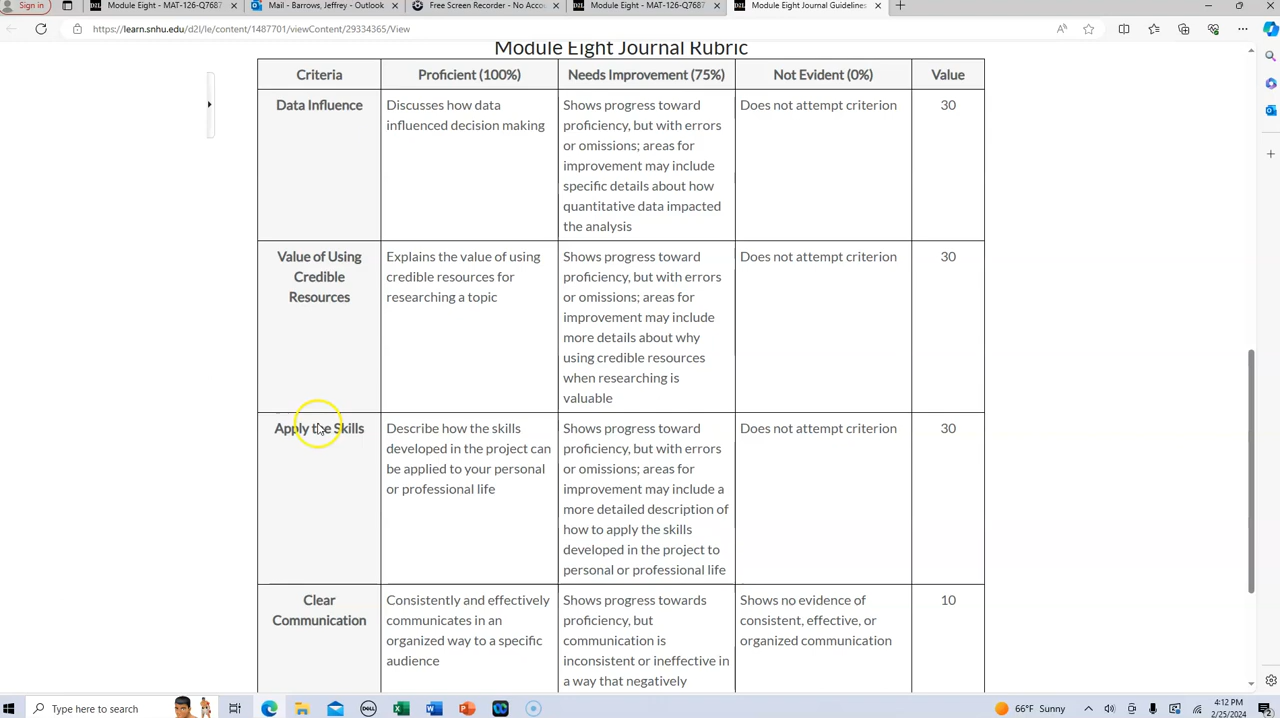 Sign in
Module Eight - MAT-126-Q7687
Mail - Barrows, Jeffrey - Outlook
Free Screen Recorder - No Acco
Module Eight - MAT-126-Q7687
Module Eight Journal Guidelines
https://learn.snhu.edu/d2l/le/content/1487701/viewContent/29334365/View
Module Eight Journal Rubric
Criteria
Proficient (100%)
Needs Improvement (75%)
Not Evident (0%)
Value
Data Influence
Discusses how data
influenced decision making
Shows progress toward
proficiency, but with errors
or omissions; areas for
improvement may include
specific details about how
quantitative data impacted
the analysis
Does not attempt criterion
30
Value of Using
Credible
Resources
Explains the value of using
credible resources for
researching a topic
Shows progress toward
proficiency, but with errors
or omissions; areas for
improvement may include
more details about why
using credible resources
when researching is
valuable
Does not attempt criterion
30
Apply the Skills
Describe how the skills
developed in the project can
be applied to your personal
or professional life
Shows progress toward
proficiency, but with errors
or omissions; areas for
improvement may include a
more detailed description of
how to apply the skills
developed in the project to
personal or professional life
Does not attempt criterion
30
Clear
Communication
Consistently and effectively
communicates in an
organized way to a specific
audience
Shows progress towards
proficiency, but
communication is
inconsistent or ineffective in
a way that negatively
Shows no evidence of
consistent, effective, or
organized communication
10
Type here to search
66°F Sunny
4:12 PM
2/25/2024